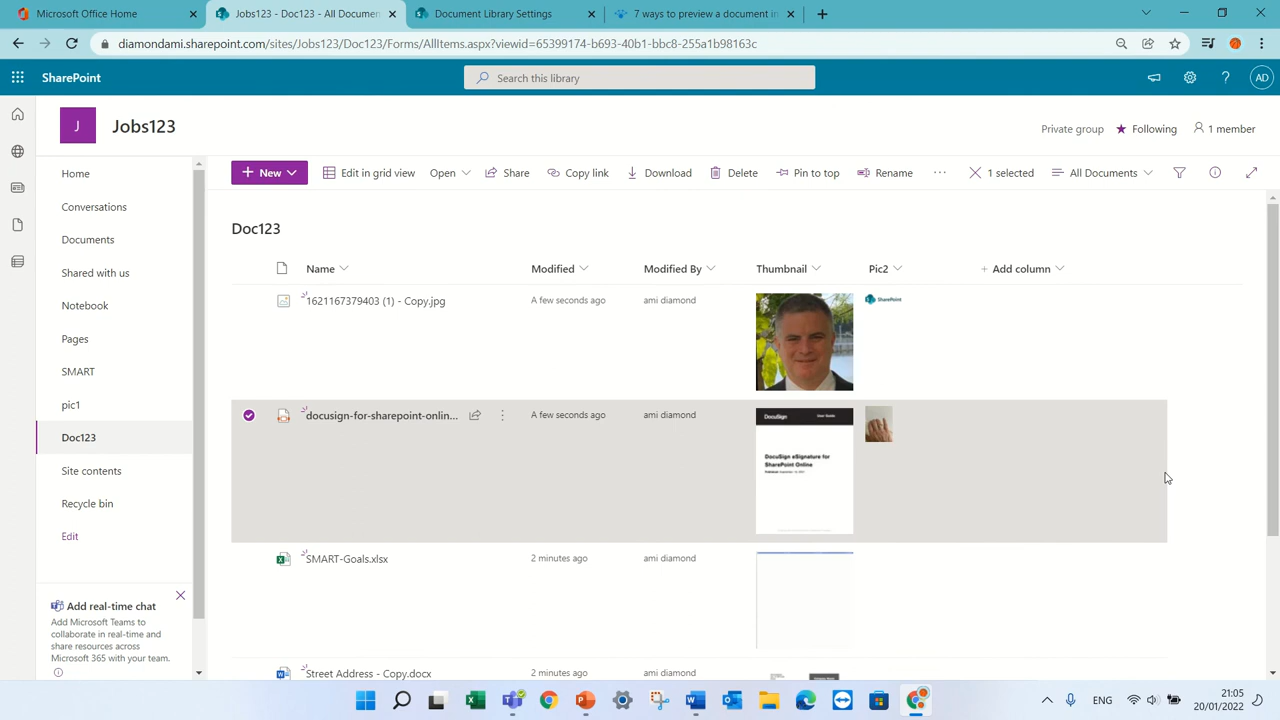 Microsoft Office Home
Jobs123 - Doc123 - All Documen
Document Library Settings
7 ways to preview a document in
diamondami.sharepoint.com/sites/Jobs123/Doc123/Forms/AllItems.aspx?viewid=65399174-b693-40b1-bbc8-255a1b98163c
SharePoint
Search this library
AD
J
Jobs123
Private group
Following
1 member
Home
Conversations
Documents
Shared with us
Notebook
Pages
SMART
pic1
Doc123
Site contents
Recycle bin
Edit
Add real-time chat
Add Microsoft Teams to
collaborate in real-time and
share resources across
Microsoft 365 with your team.
New
Edit in grid view
Open
Share
Copy link
Download
Delete
Pin to top
Rename
1 selected
All Documents
Doc123
Name
Modified
Modified By
Thumbnail
Pic2
Add column
1621167379403 (1) - Copy.jpg
A few seconds ago
ami diamond
SharePoint
docusign-for-sharepoint-onlin...
A few seconds ago
ami diamond
DocuSign
User Guide
DocuSign eSignature for
SharePoint Online
SMART-Goals.xlsx
2 minutes ago
ami diamond
Street Address - Copy.docx
2 minutes ago
ami diamond
ENG
21:05
20/01/2022